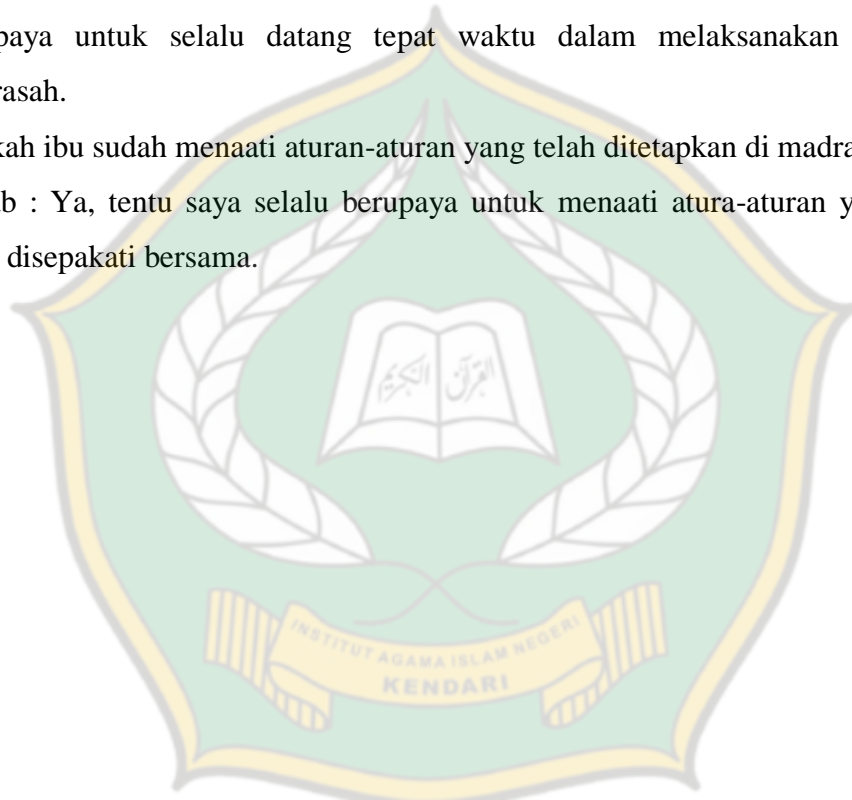 paya untuk selalu datang tepat waktu dalam melaksanakan
rasah.
kah ibu sudah menaati aturan-aturan yang telah ditetapkan di madra
b : Ya, tentu saya selalu berupaya untuk menaati atura-aturan y
disepakati bersama.
القرآن الكريم
INSTITUT AGAMA ISLAM NEGERI
KENDARI